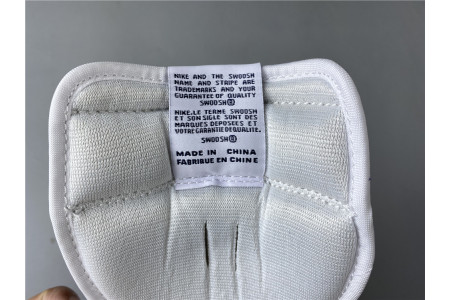 NIKE AND THE SWOOSH
NAME AND STRIPE ARE
TRADEMARKS AND YOUR
GUARANTEE OF QUALITY
SWOOSH®
NIKE.LE TERME SWOOSH
ET SON SIGLE SONT DES
MARQUES DEPOSEES ET
VOTRE GARANTIE DE QUALITE.
SWOOSH®
MADE IN CHINA
FABRIQUE EN CHINE